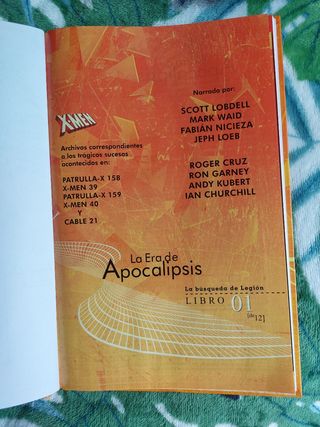 X-MEN
Archivos correspondientes
a los trágicos sucesos
acontecidos en:
PATRULLA-X 158
X-MEN 39
PATRULLA-X 159
X-MEN 40
Y
CABLE 21
Narrado por:
SCOTT LOBDELL
MARK WAID
FABIÁN NICIEZA
JEPH LOEB
ROGER CRUZ
RON GARNEY
ANDY KUBERT
IAN CHURCHILL
La Era de
Apocalipsis
La búsqueda de Legión
LIBRO 01
[de 12]